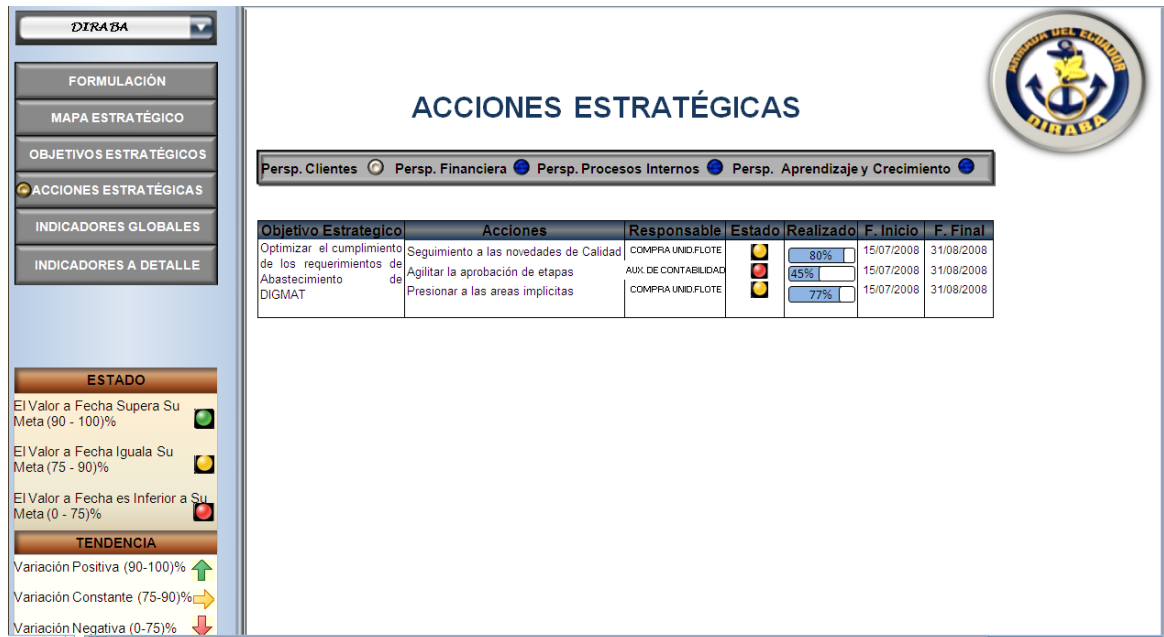 DIRABA
FORMULACIÓN
MAPA ESTRATÉGICO
OBJETIVOS ESTRATÉGICOS
ACCIONES ESTRATÉGICAS
INDICADORES GLOBALES
INDICADORES A DETALLE
ESTADO
El Valor a Fecha Supera Su
Meta (90 - 100)%
El Valor a Fecha Iguala Su
Meta (75 - 90)%
El Valor a Fecha es Inferior a Su
Meta (0 - 75)%
TENDENCIA
Variación Positiva (90-100)%
Variación Constante (75-90)%
Variación Negativa (0-75)%
ACCIONES ESTRATÉGICAS
ARMADA DEL ECUADOR
DIRABA
Persp. Clientes Persp. Financiera Persp. Procesos Internos Persp. Aprendizaje y Crecimiento
Objetivo Estrategico Acciones Responsable Estado Realizado F. Inicio F. Final
Optimizar el cumplimiento
de los requerimientos de
Abastecimiento de
DIGMAT
Seguimiento a las novedades de Calidad COMPRA UNID.FLOTE 80% 15/07/2008 31/08/2008
Agilitar la aprobación de etapas AUX. DE CONTABILIDAD 45% 15/07/2008 31/08/2008
Presionar a las areas implicitas COMPRA UNID.FLOTE 77% 15/07/2008 31/08/2008